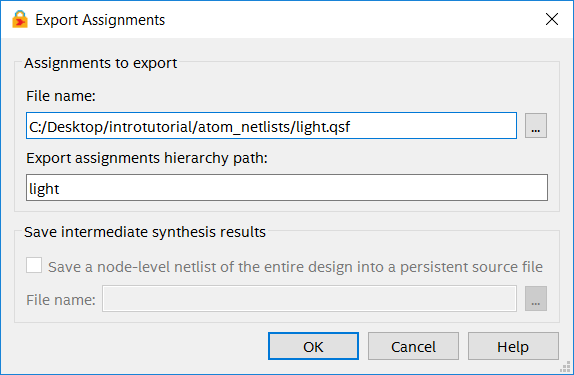 Export Assignments
Assignments to export
File name:
C:/Desktop/introtutorial/atom_netlists/light.qsf
...
Export assignments hierarchy path:
light
Save intermediate synthesis results
Save a node-level netlist of the entire design into a persistent source file
File name:
...
OK Cancel Help